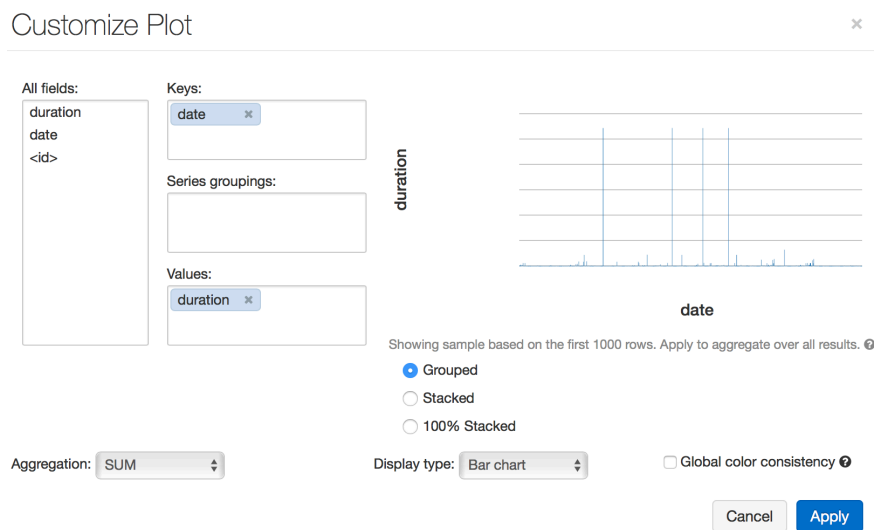 Customize Plot
×
All fields:
duration
date
<id>
Keys:
date ×
Series groupings:
Values:
duration ×
duration
date
Showing sample based on the first 1000 rows. Apply to aggregate over all results. ?
Grouped
Stacked
100% Stacked
Aggregation: SUM
Display type: Bar chart
Global color consistency ?
Cancel
Apply